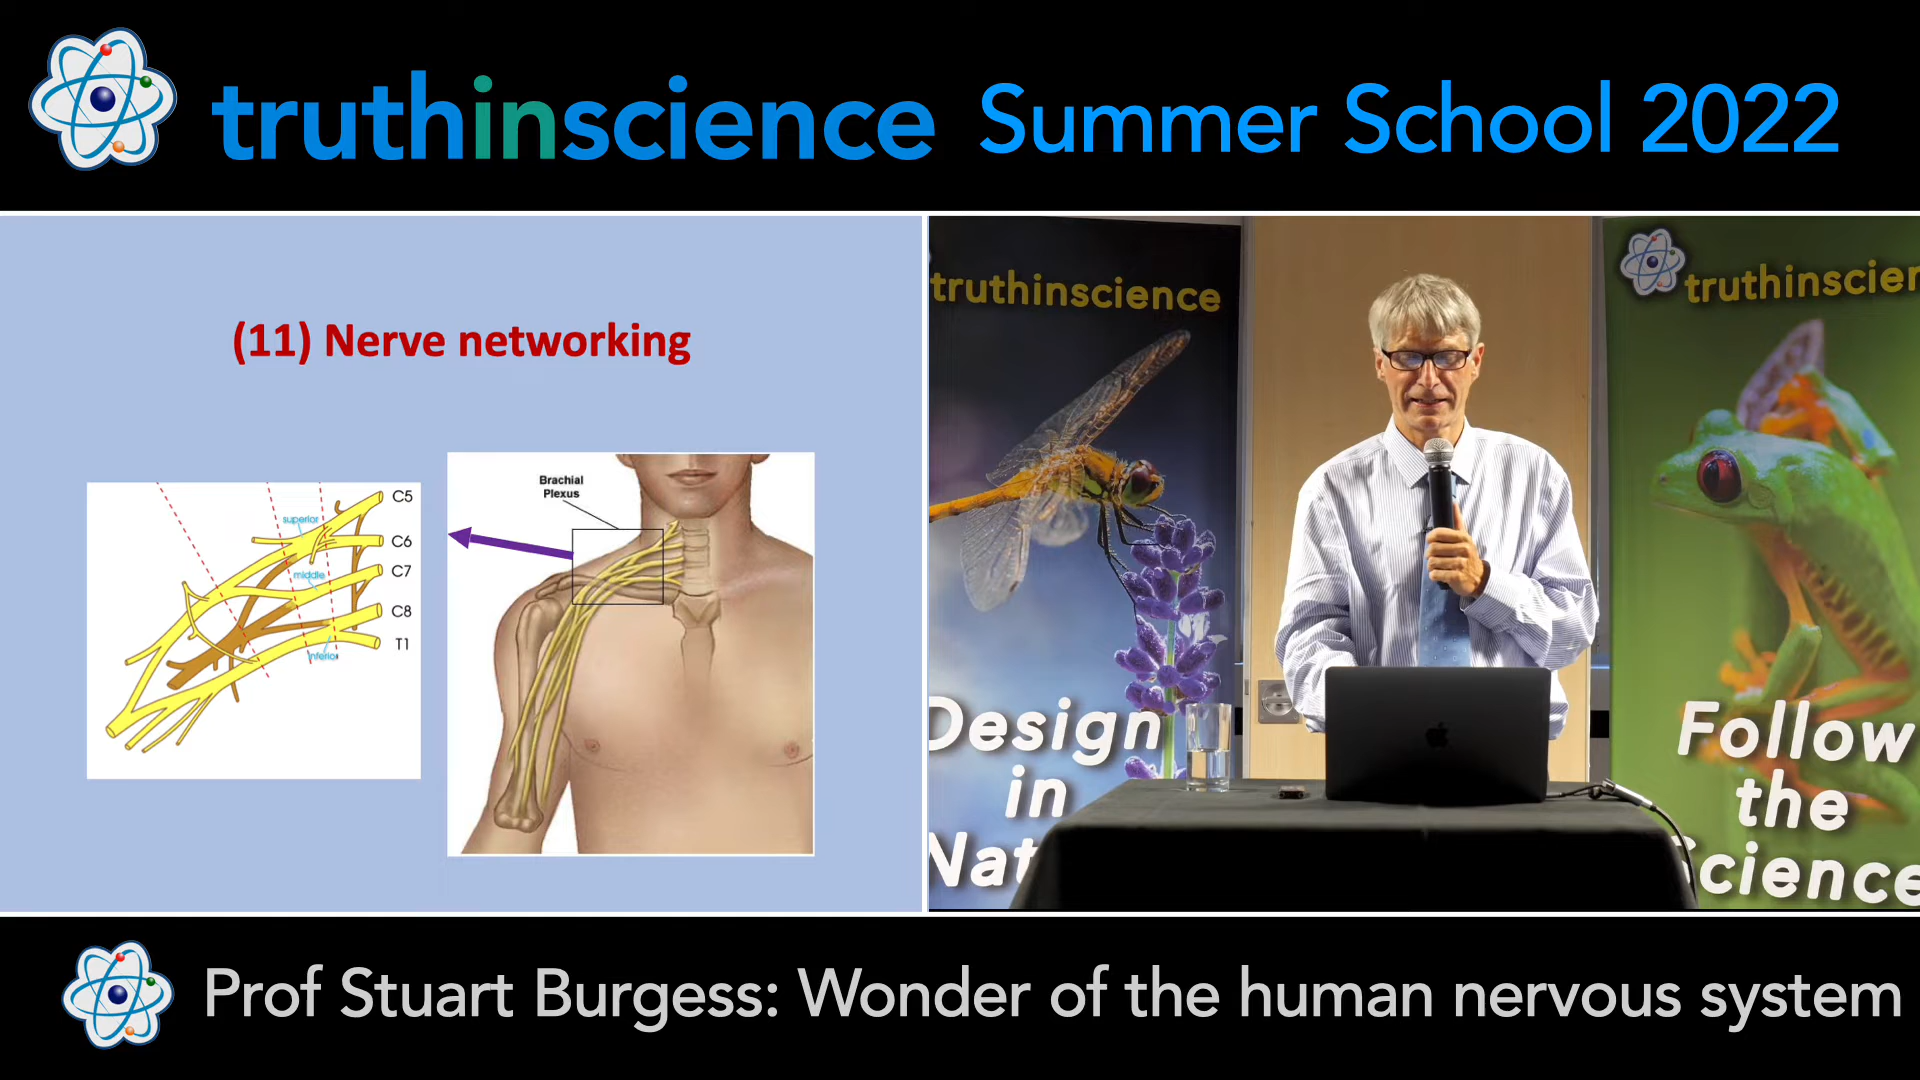 truthinscience Summer School 2022
(11) Nerve networking
C5
superior
C6
middle
C7
C8
inferior
T1
Brachial
Plexus
truthinscience
Design
in
Nat
truthinscien
Follow
the
Science
Prof Stuart Burgess: Wonder of the human nervous system